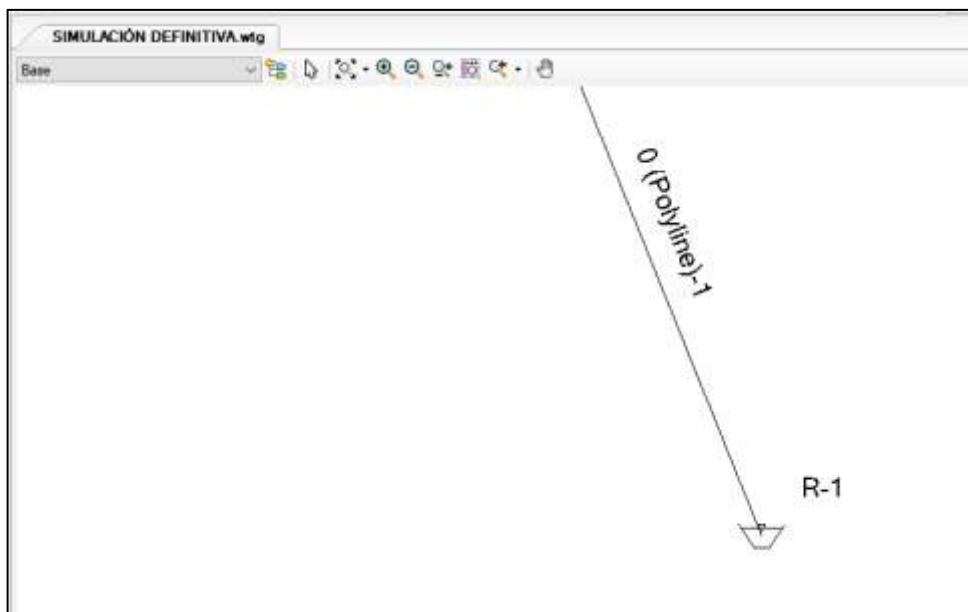 SIMULACIÓN DEFINITIVA.wtg
Base
0 (Polyline)-1
R-1